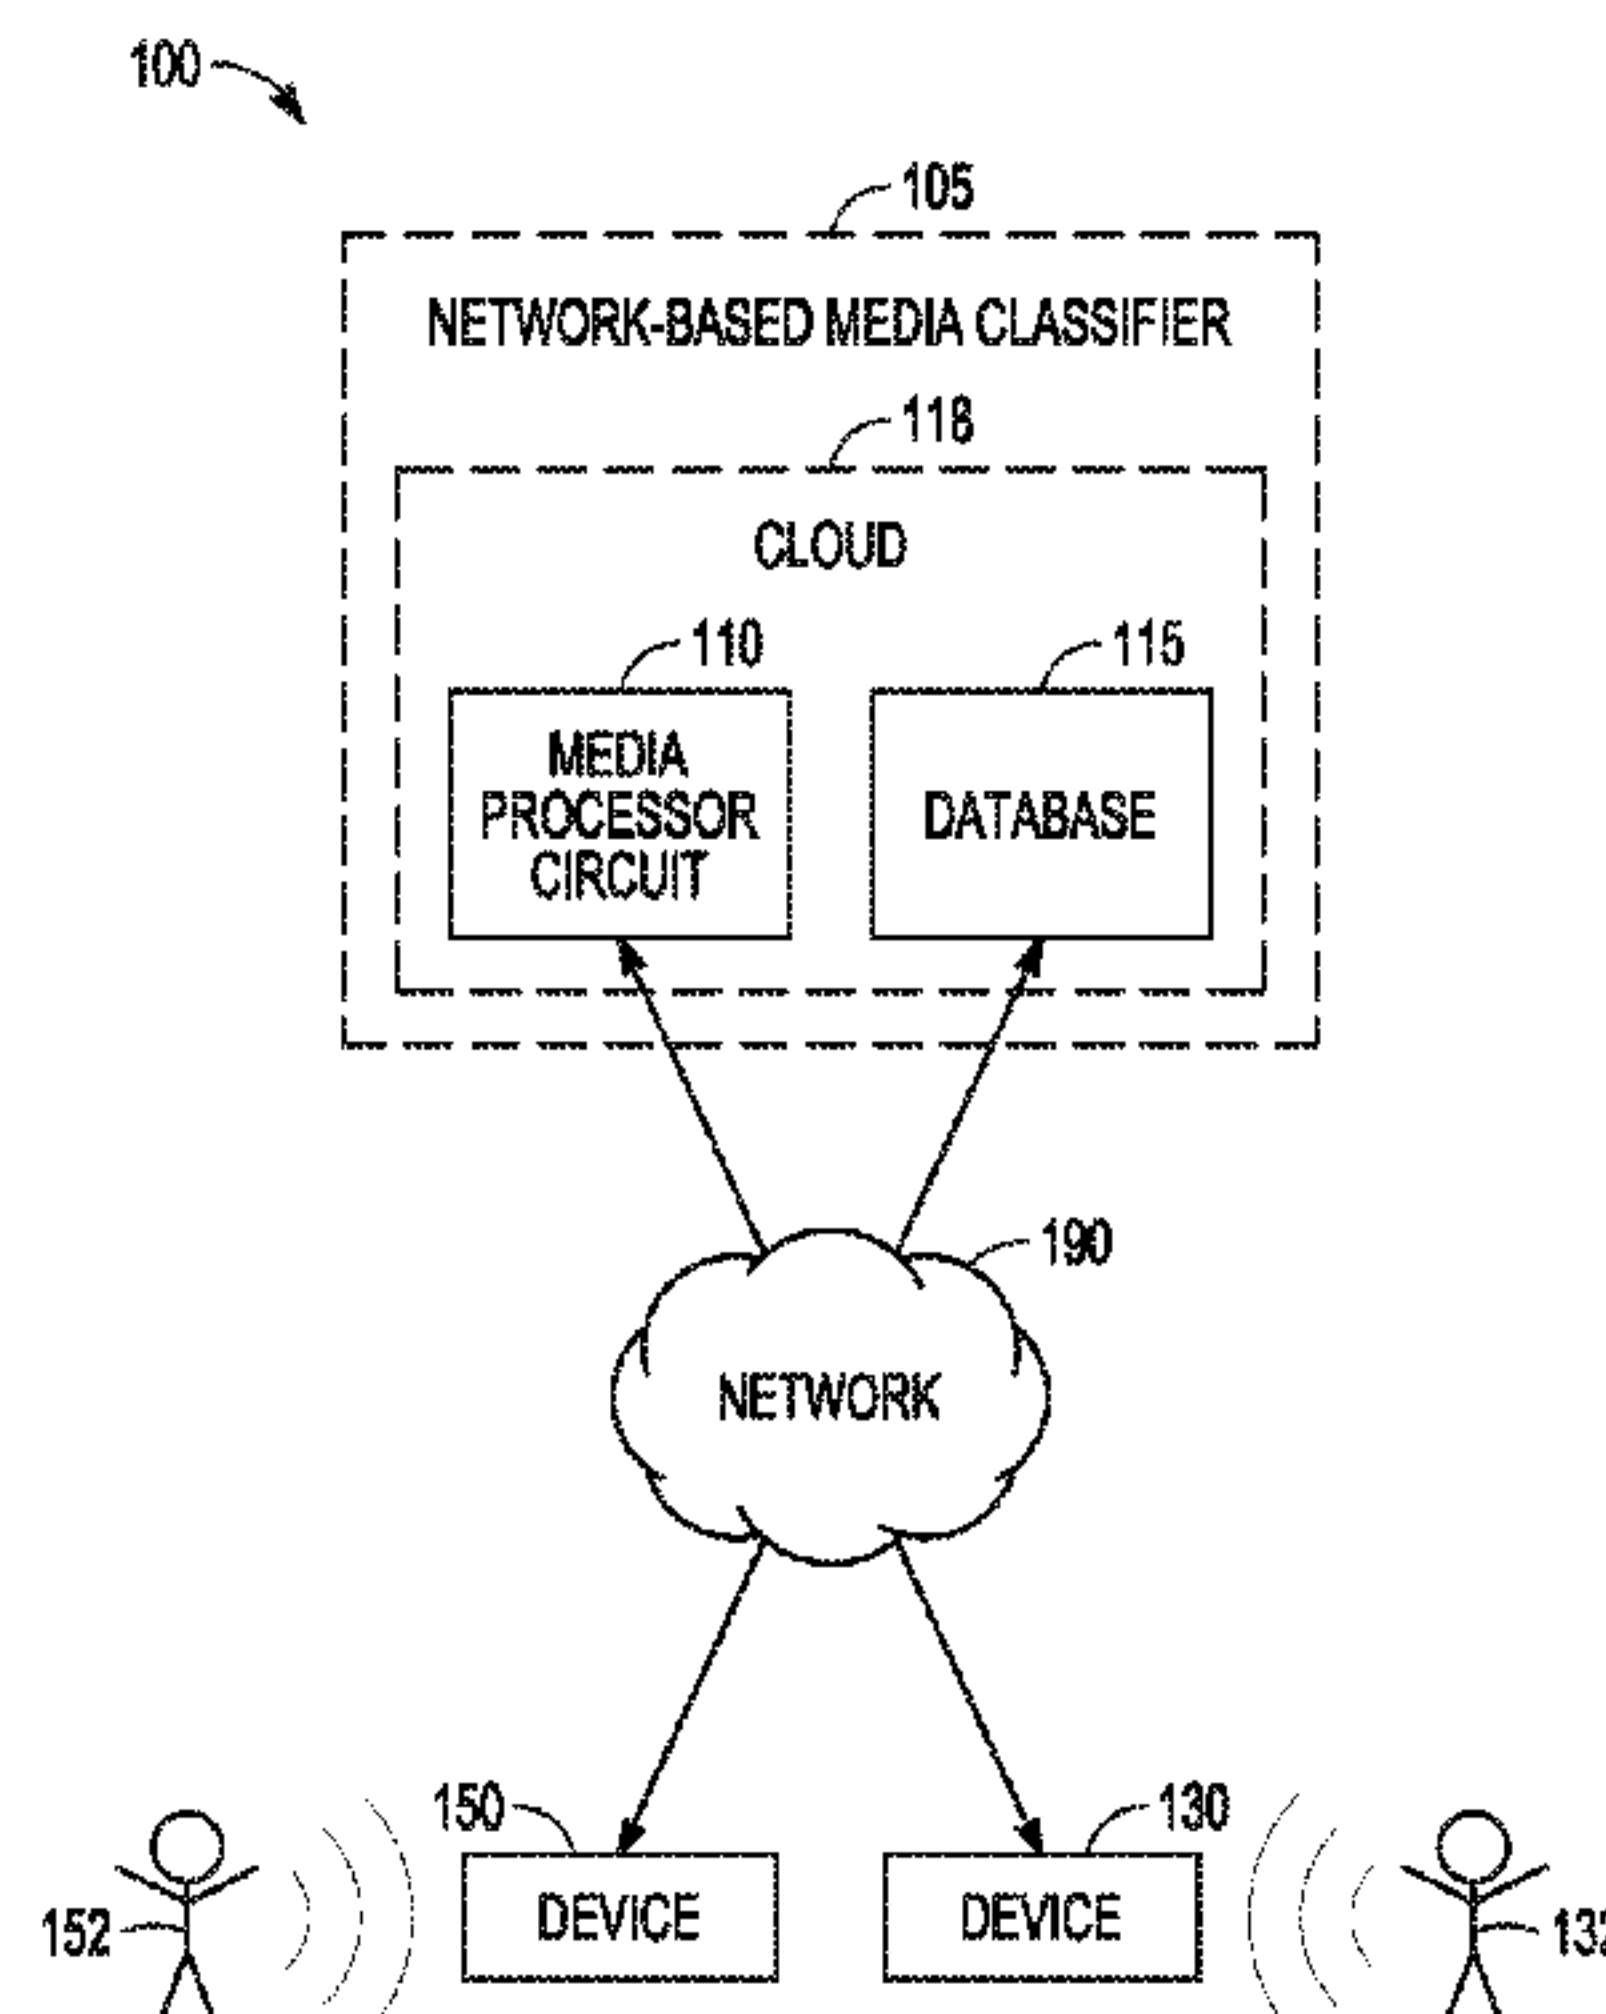 100
105
NETWORK-BASED MEDIA CLASSIFIER
118
CLOUD
110
115
MEDIA
PROCESSOR
CIRCUIT
DATABASE
190
NETWORK
150
130
DEVICE
DEVICE
152
132